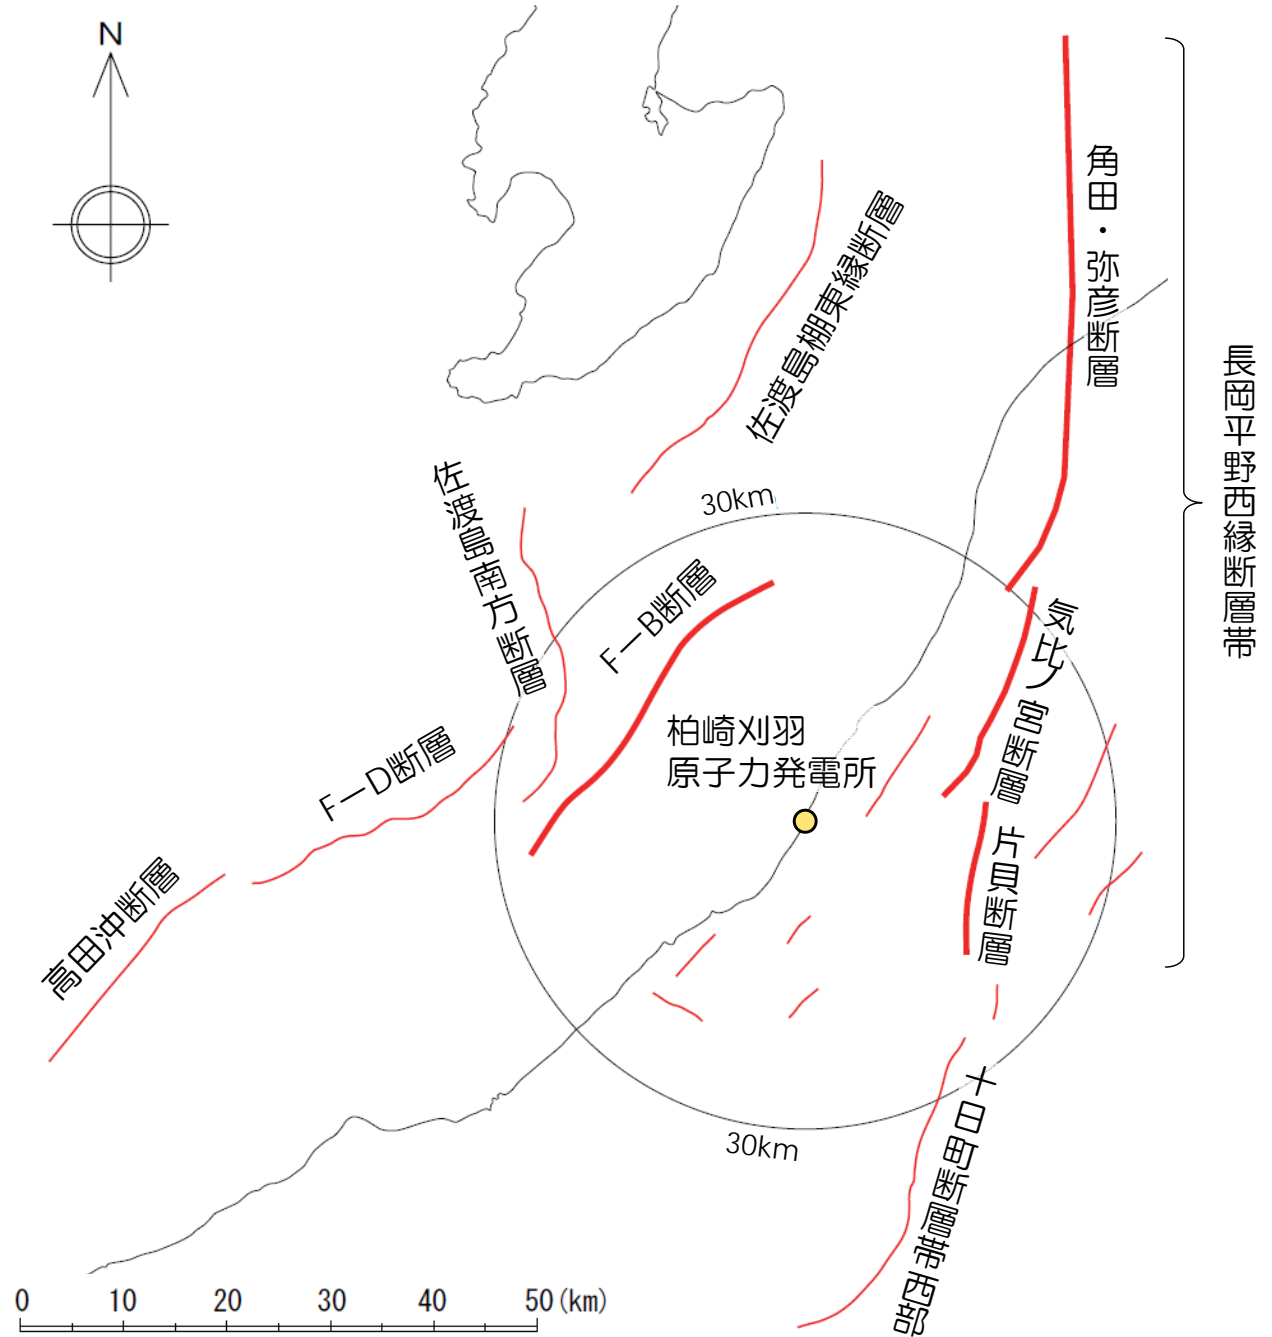 N
角田・弥彦断層
佐渡島棚東縁断層
長岡平野西縁断層帯
佐渡島南方断層
30km
F－B断層
気比ノ宮断層
柏崎刈羽
原子力発電所
F－D断層
片貝断層
高田沖断層
十日町断層帯西部
30km
0 10 20 30 40 50(km)